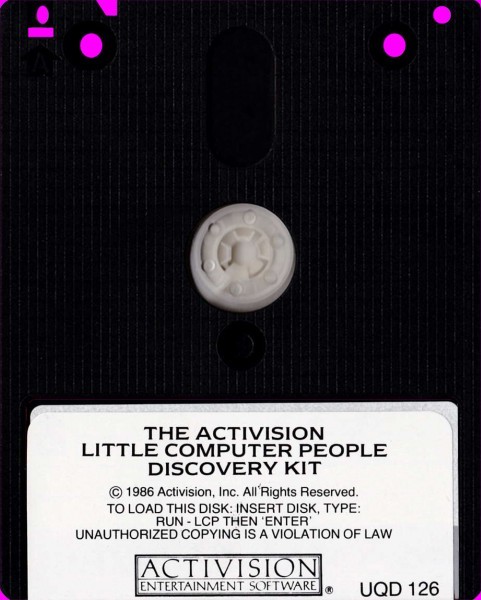 THE ACTIVISION
LITTLE COMPUTER PEOPLE
DISCOVERY KIT
© 1986 Activision, Inc. All Rights Reserved.
TO LOAD THIS DISK: INSERT DISK, TYPE:
RUN - LCP THEN 'ENTER'
UNAUTHORIZED COPYING IS A VIOLATION OF LAW
ACTIVISION
ENTERTAINMENT SOFTWARE ®
UQD 126